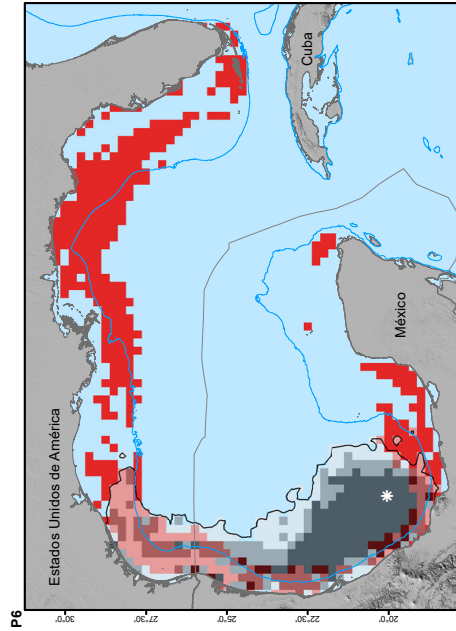 P6
Estados Unidos de América
Cuba
México
30°0'
27°30'
25°0'
22°30'
20°0'